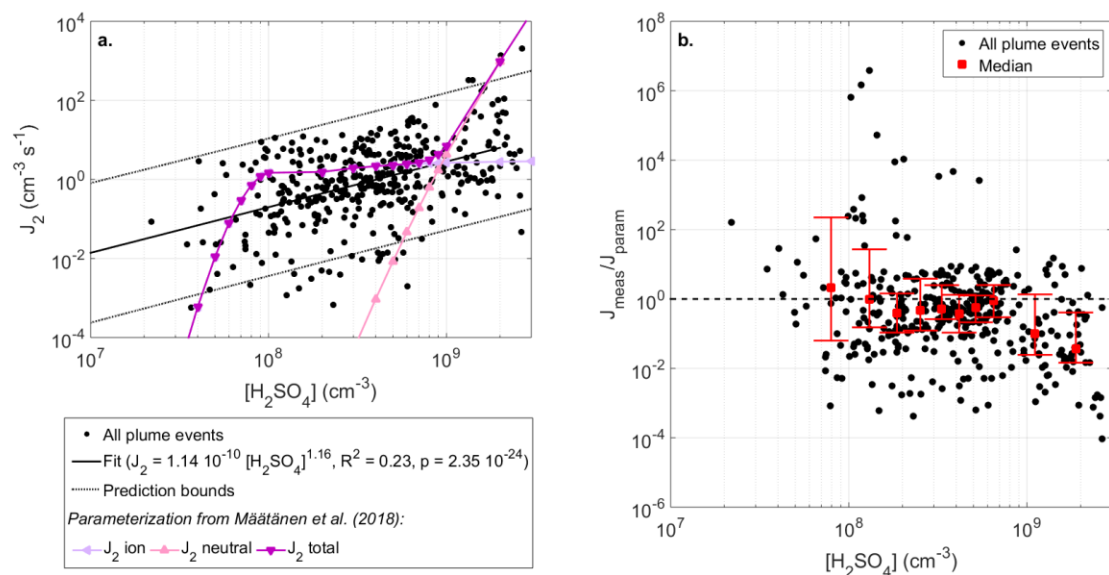 a.
10^4
10^2
10^0
10^-2
10^-4
J_2 (cm^-3 s^-1)
10^7
10^8
10^9
[H_2SO_4] (cm^-3)
All plume events
Fit (J_2 = 1.14 10^-10 [H_2SO_4]^1.16, R^2 = 0.23, p = 2.35 10^-24)
Prediction bounds
Parameterization from Määtänen et al. (2018):
J_2 ion J_2 neutral J_2 total
b.
All plume events
Median
10^8
10^6
10^4
10^2
10^0
10^-2
10^-4
10^-6
J_meas/J_param
10^7
10^8
10^9
[H_2SO_4] (cm^-3)